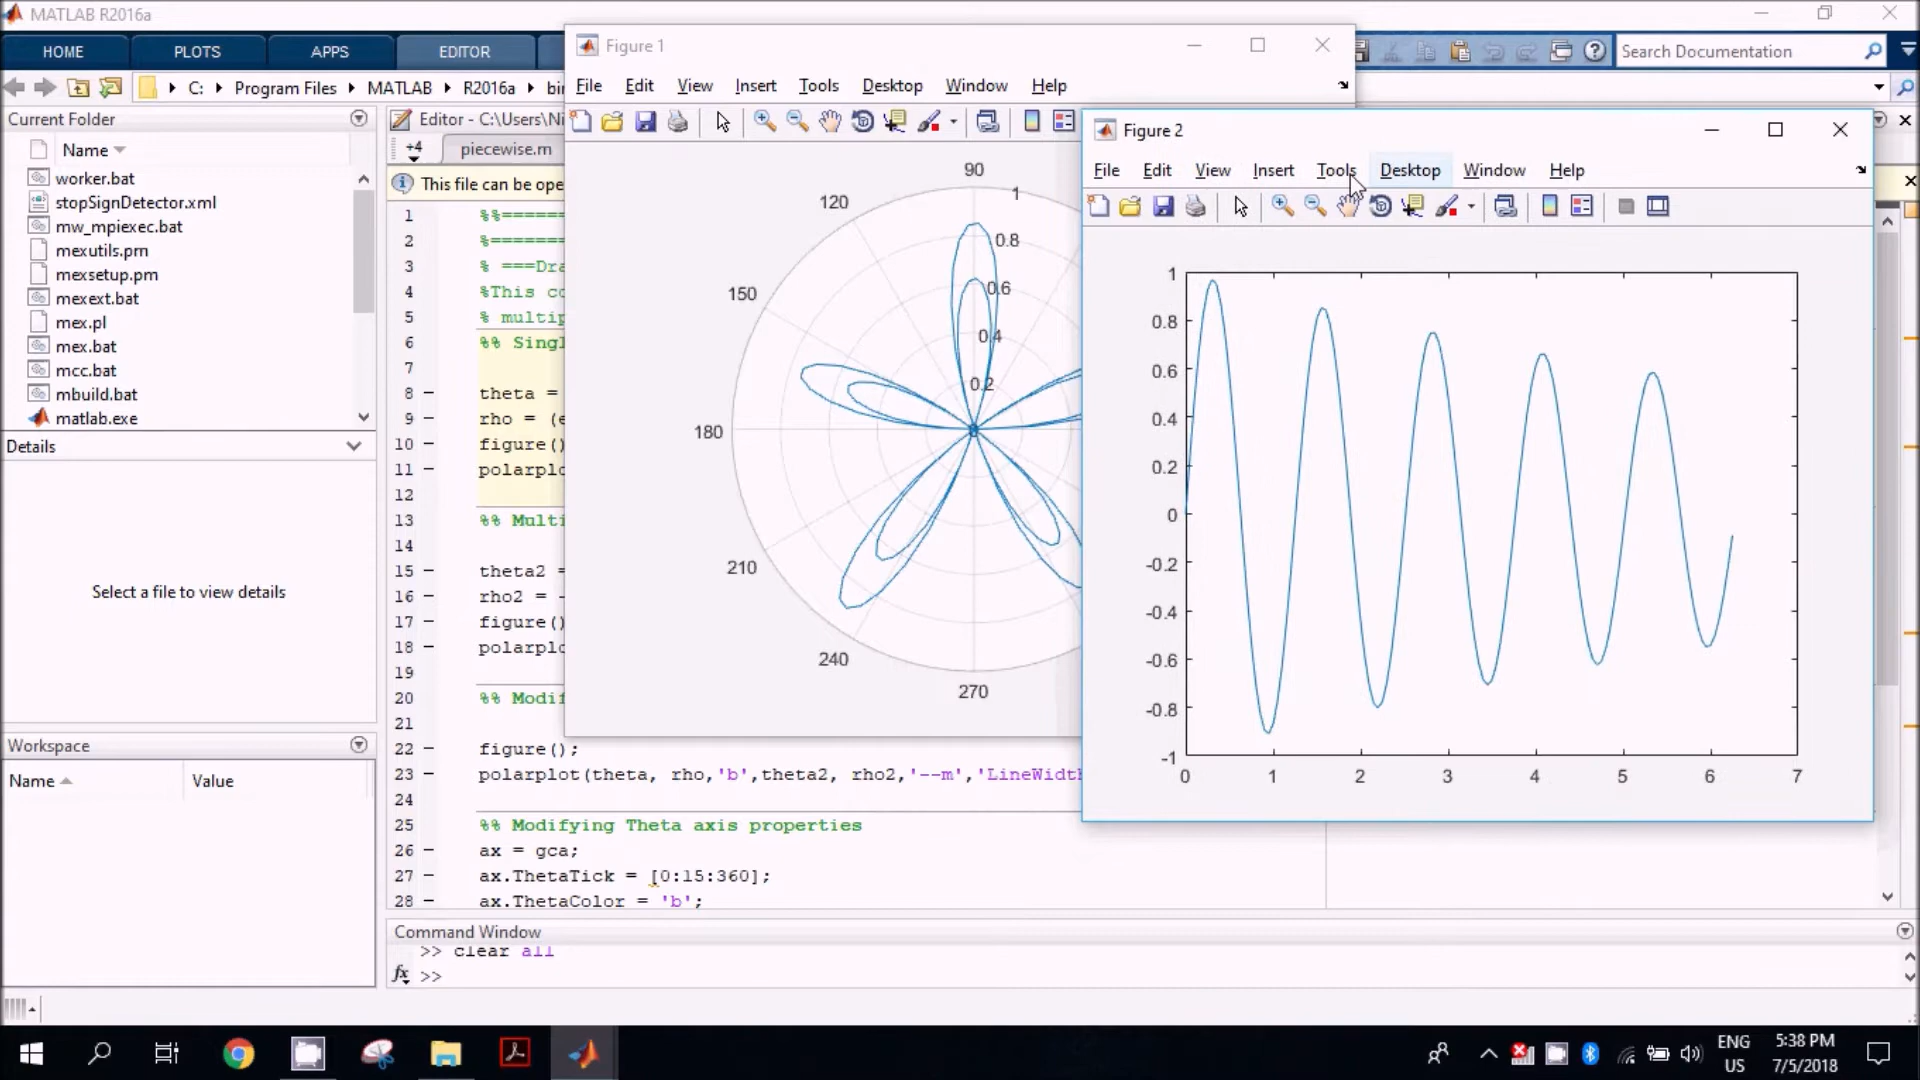 MATLAB R2016a
HOME PLOTS APPS EDITOR
Search Documentation
C: Program Files MATLAB R2016a
Current Folder
Name
worker.bat
stopSignDetector.xml
mw_mpiexec.bat
mexutils.pm
mexsetup.pm
mexext.bat
mex.pl
mex.bat
mcc.bat
mbuild.bat
matlab.exe
Details
Select a file to view details
Workspace
Name Value
Editor - C:\Users\Ni
+4 piecewise.m
This file can be ope
1 %%=======
2 %========
3 % ===Dra
4 %This co
5 % multip
6 %% Singl
7
8 - theta =
9 - rho = (e
10 - figure()
11 - polarplo
12
13 %% Multi
14
15 - theta2 =
16 - rho2 = -
17 - figure()
18 - polarplo
19
20 %% Modif
21
22 - figure();
23 - polarplot(theta, rho,'b',theta2, rho2,'--m','LineWidth
24
25 %% Modifying Theta axis properties
26 - ax = gca;
27 - ax.ThetaTick = [0:15:360];
28 - ax.ThetaColor = 'b';
Command Window
>> clear all
fx >>
Figure 1
File Edit View Insert Tools Desktop Window Help
90
120
150
180
210
240
270
1
0.8
0.6
0.4
0.2
Figure 2
File Edit View Insert Tools Desktop Window Help
1
0.8
0.6
0.4
0.2
0
-0.2
-0.4
-0.6
-0.8
-1
0 1 2 3 4 5 6 7
ENG
US
5:38 PM
7/5/2018